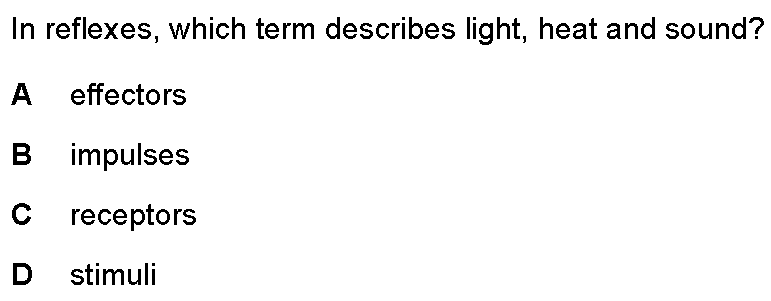 In reflexes, which term describes light, heat and sound?
A effectors
B impulses
C receptors
D stimuli